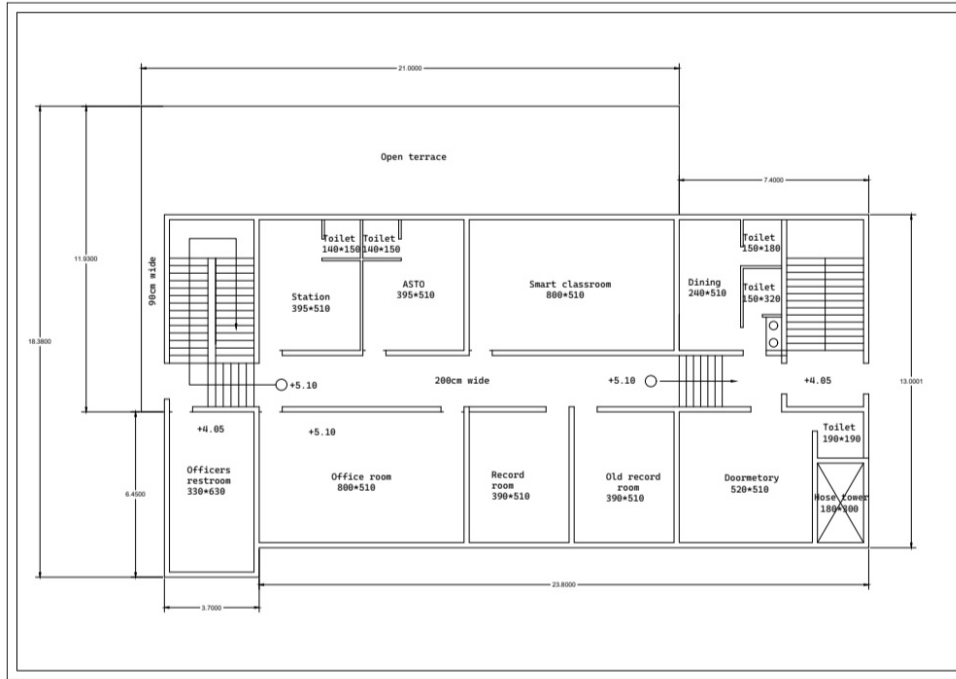 21.0000
Open terrace
7.4000
Toilet
140*150
Toilet
140*150
Toilet
150*180
11.9300
90cm wide
Station
395*510
ASTO
395*510
Smart classroom
800*510
Dining
240*510
Toilet
150*320
18.3800
+5.10
200cm wide
+5.10
+4.05
13.0001
+4.05
+5.10
Toilet
190*190
Officers
restroom
330*630
Office room
800*510
Record
room
390*510
Old record
room
390*510
Doormetory
520*510
Hose tower
180*300
6.4500
23.8000
3.7000